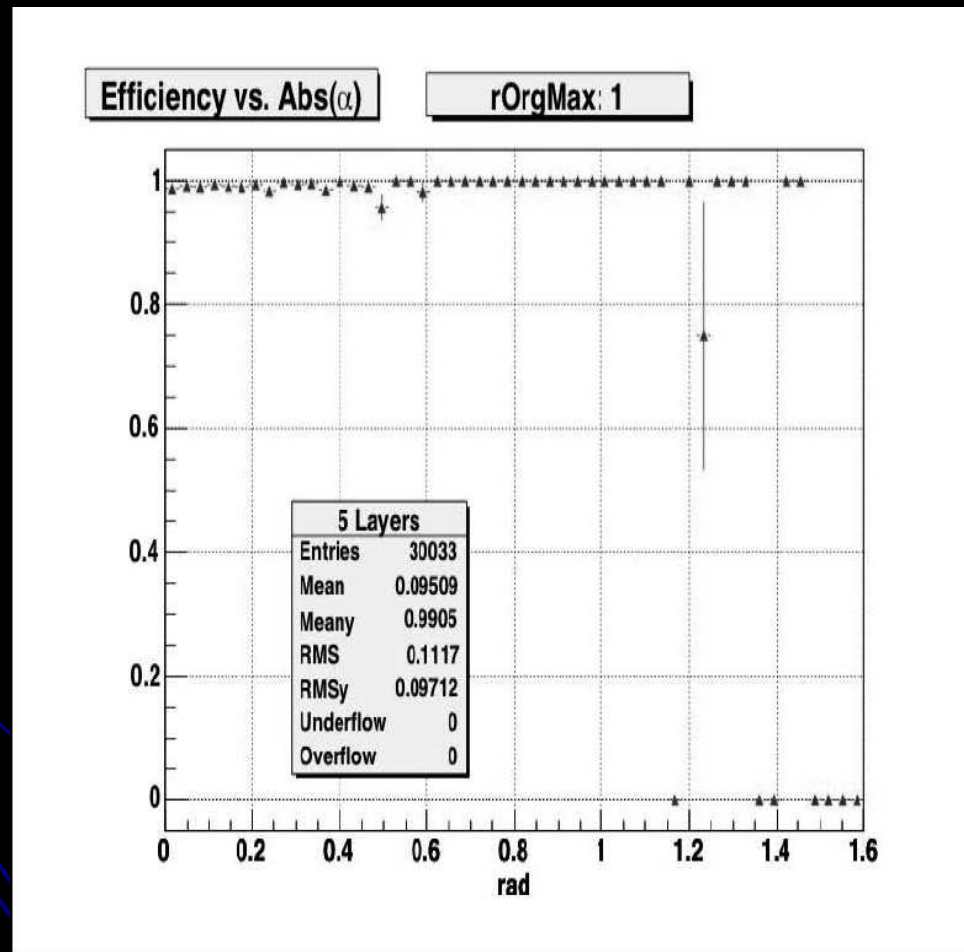 Efficiency vs. Abs(α)
rOrgMax: 1
1
0.8
0.6
0.4
0.2
0
5 Layers
Entries 30033
Mean 0.09509
Meany 0.9905
RMS 0.1117
RMSy 0.09712
Underflow 0
Overflow 0
0 0.2 0.4 0.6 0.8 1 1.2 1.4 1.6
rad